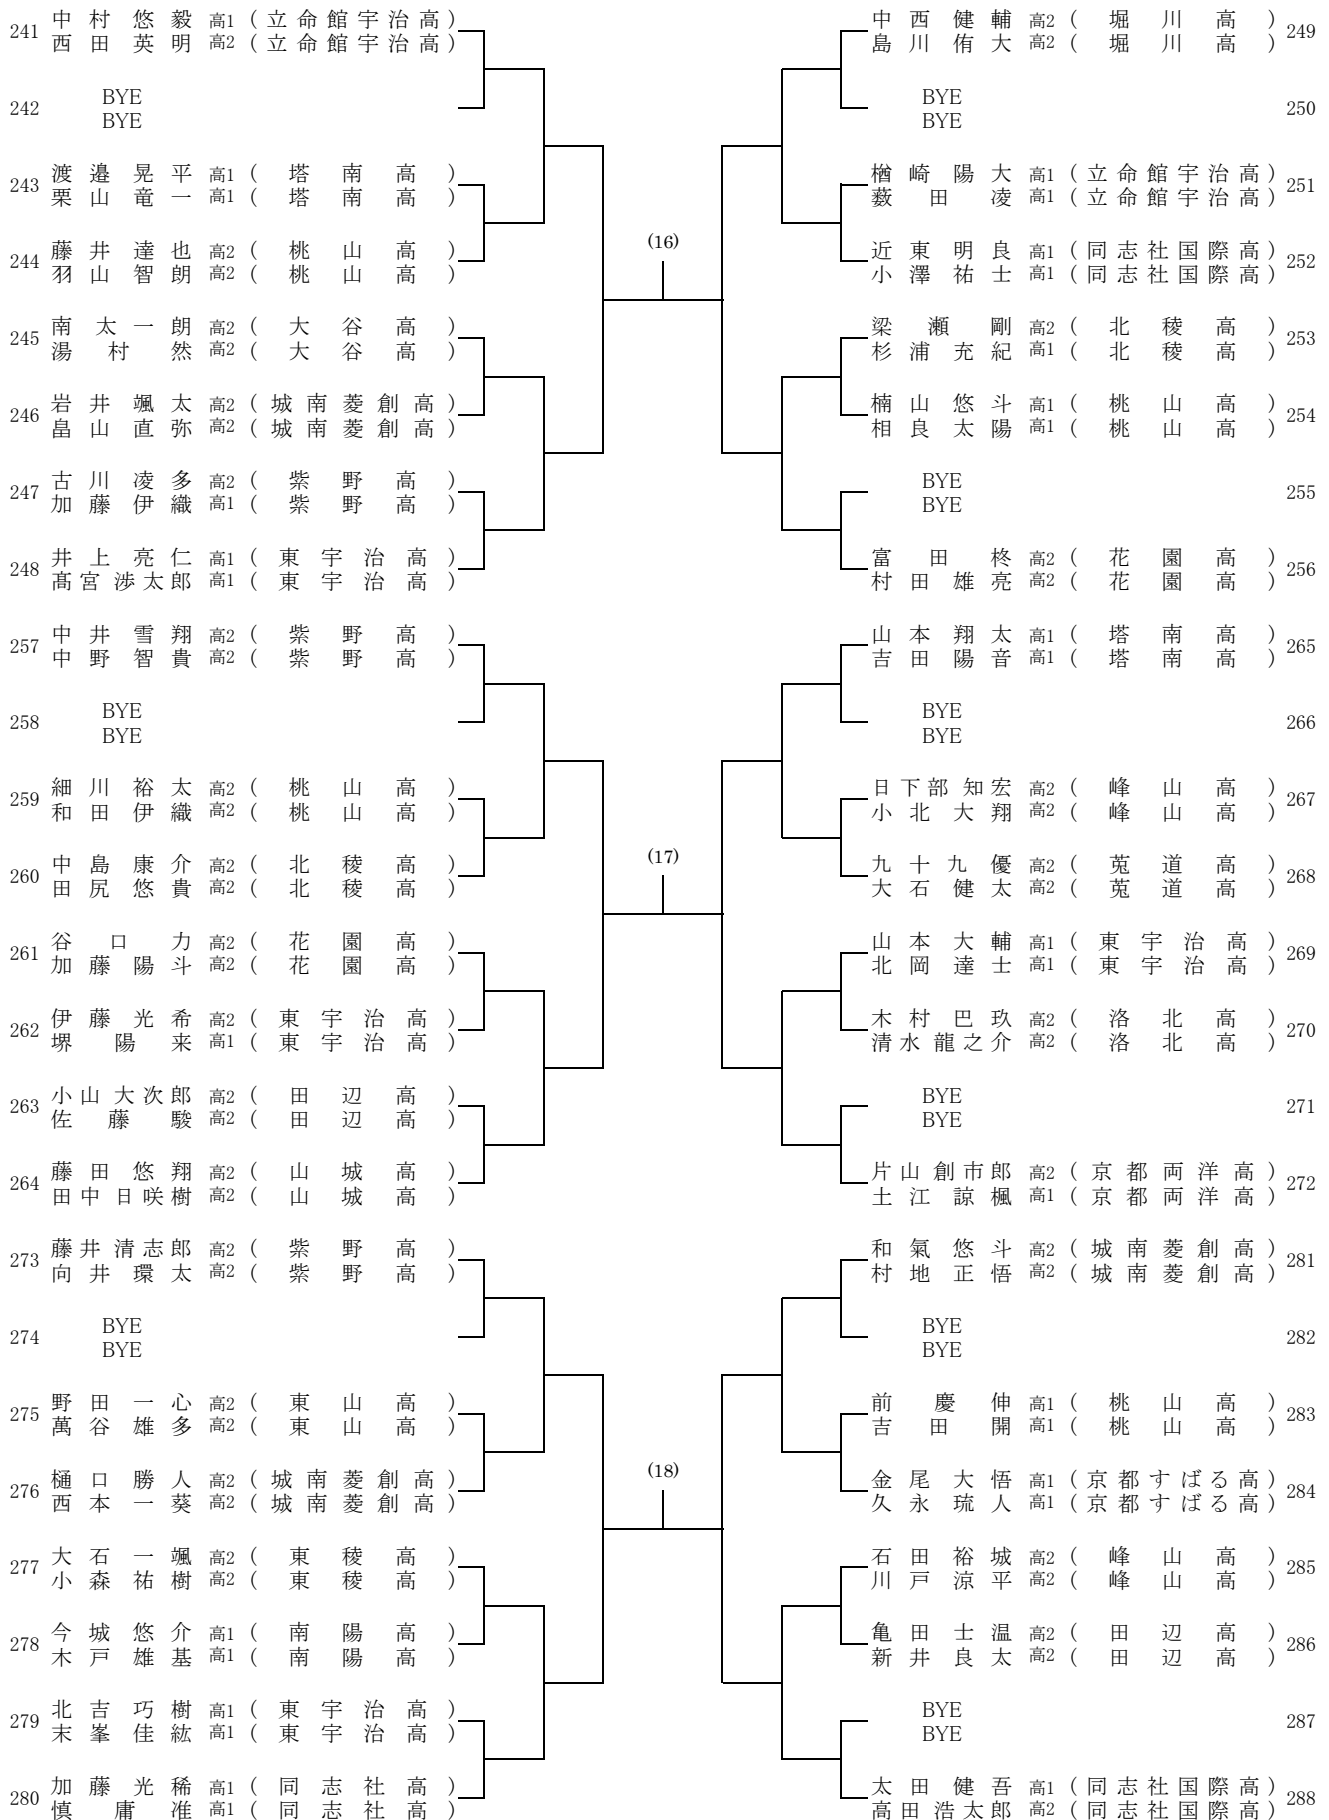 241 中村悠毅 高1 (立命館宇治高)
西田英明 高2 (立命館宇治高)
242 BYE
BYE
243 渡邉晃平 高1 (塔南高)
栗山竜一 高1 (塔南高)
244 藤井達也 高2 (桃山高)
羽山智朗 高2 (桃山高)
245 南太一朗 高2 (大谷高)
湯村然 高2 (大谷高)
246 岩井颯太 高2 (城南菱創高)
畠山直弥 高2 (城南菱創高)
247 古川凌多 高2 (紫野高)
加藤伊織 高1 (紫野高)
248 井上亮仁 高1 (東宇治高)
髙宮渉太郎 高1 (東宇治高)
(16)
中西健輔 高2 (堀川高) 249
島川侑大 高2 (堀川高)
BYE 250
BYE
楢崎陽大 高1 (立命館宇治高) 251
薮田凌 高1 (立命館宇治高)
近東明良 高1 (同志社国際高) 252
小澤祐士 高1 (同志社国際高)
梁瀬剛 高2 (北稜高) 253
杉浦充紀 高1 (北稜高)
楠山悠斗 高1 (桃山高) 254
相良太陽 高1 (桃山高)
BYE 255
BYE
富田柊 高2 (花園高) 256
村田雄亮 高2 (花園高)
257 中井雪翔 高2 (紫野高)
中野智貴 高2 (紫野高)
258 BYE
BYE
259 細川裕太 高2 (桃山高)
和田伊織 高2 (桃山高)
260 中島康介 高2 (北稜高)
田尻悠貴 高2 (北稜高)
261 谷口力 高2 (花園高)
加藤陽斗 高2 (花園高)
262 伊藤光希 高2 (東宇治高)
堺陽来 高1 (東宇治高)
263 小山大次郎 高2 (田辺高)
佐藤駿 高2 (田辺高)
264 藤田悠翔 高2 (山城高)
田中日咲樹 高2 (山城高)
(17)
山本翔太 高1 (塔南高) 265
吉田陽音 高1 (塔南高)
BYE 266
BYE
日下部知宏 高2 (峰山高) 267
小北大翔 高2 (峰山高)
九十九優 高2 (莵道高) 268
大石健太 高2 (莵道高)
山本大輔 高1 (東宇治高) 269
北岡達士 高1 (東宇治高)
木村巴玖 高2 (洛北高) 270
清水龍之介 高2 (洛北高)
BYE 271
BYE
片山創市郎 高2 (京都両洋高) 272
土江諒楓 高1 (京都両洋高)
273 藤井清志郎 高2 (紫野高)
向井環太 高2 (紫野高)
274 BYE
BYE
275 野田一心 高2 (東山高)
萬谷雄多 高2 (東山高)
276 樋口勝人 高2 (城南菱創高)
西本一葵 高2 (城南菱創高)
277 大石一颯 高2 (東稜高)
小森祐樹 高2 (東稜高)
278 今城悠介 高1 (南陽高)
木戸雄基 高1 (南陽高)
279 北吉巧樹 高1 (東宇治高)
末峯佳紘 高1 (東宇治高)
280 加藤光稀 高1 (同志社高)
慎庸准 高1 (同志社高)
(18)
和氣悠斗 高2 (城南菱創高) 281
村地正悟 高2 (城南菱創高)
BYE 282
BYE
前慶伸 高1 (桃山高) 283
吉田開 高1 (桃山高)
金尾大悟 高1 (京都すばる高) 284
久永琉人 高1 (京都すばる高)
石田裕城 高2 (峰山高) 285
川戸涼平 高2 (峰山高)
亀田士温 高2 (田辺高) 286
新井良太 高2 (田辺高)
BYE 287
BYE
太田健吾 高1 (同志社国際高) 288
高田浩太郎 高2 (同志社国際高)